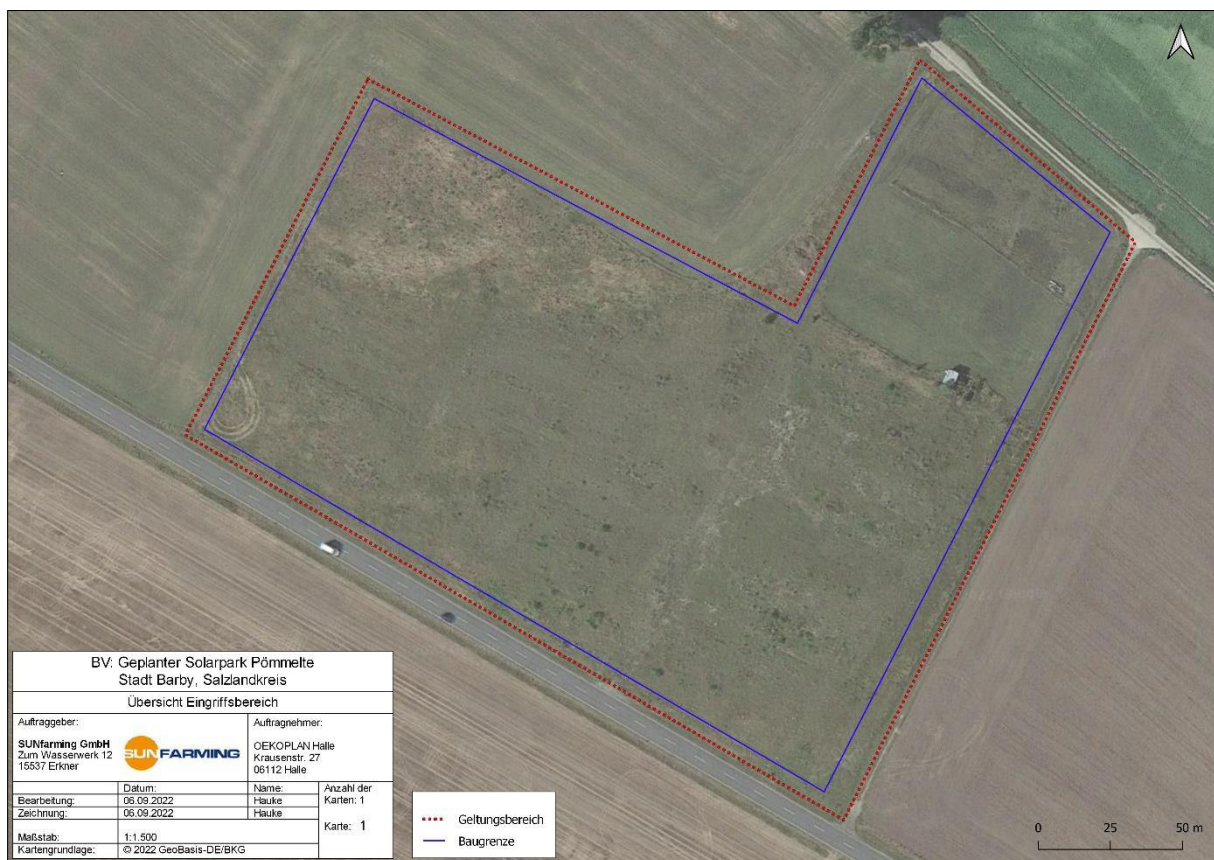 BV: Geplanter Solarpark Pömmelte
Stadt Barby, Salzlandkreis
Übersicht Eingriffsbereich
Auftraggeber:
SUNfarming GmbH
Zum Wasserwerk 12
15537 Erkner
SUNFARMING
Auftragnehmer:
OEKOPLAN Halle
Krausenstr. 27
06112 Halle
Datum: Name: Anzahl der
Bearbeitung: 06.09.2022 Hauke Karten: 1
Zeichnung: 06.09.2022 Hauke
Karte: 1
Maßstab: 1:1.500
Kartengrundlage: © 2022 GeoBasis-DE/BKG
Geltungsbereich
Baugrenze
0 25 50 m